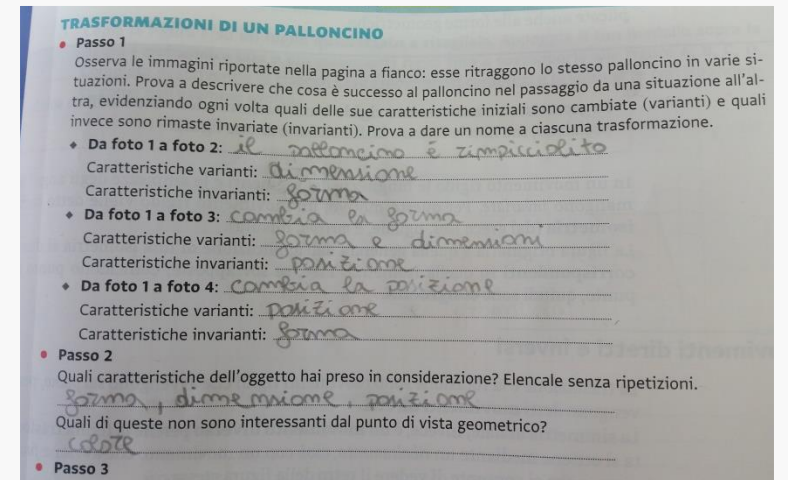 TRASFORMAZIONI DI UN PALLONCINO
• Passo 1
Osserva le immagini riportate nella pagina a fianco: esse ritraggono lo stesso palloncino in varie si-
tuazioni. Prova a descrivere che cosa è successo al palloncino nel passaggio da una situazione all'al-
tra, evidenziando ogni volta quali delle sue caratteristiche iniziali sono cambiate (varianti) e quali
invece sono rimaste invariate (invarianti). Prova a dare un nome a ciascuna trasformazione.
◆ Da foto 1 a foto 2: il palloncino è rimpicciolito
Caratteristiche varianti: dimensione
Caratteristiche invarianti: forma
◆ Da foto 1 a foto 3: cambia la forma
Caratteristiche varianti: forma e dimensioni
Caratteristiche invarianti: posizione
◆ Da foto 1 a foto 4: cambia la posizione
Caratteristiche varianti: posizione
Caratteristiche invarianti: forma
• Passo 2
Quali caratteristiche dell'oggetto hai preso in considerazione? Elencale senza ripetizioni.
forma, dimensione, posizione
Quali di queste non sono interessanti dal punto di vista geometrico?
colore
• Passo 3